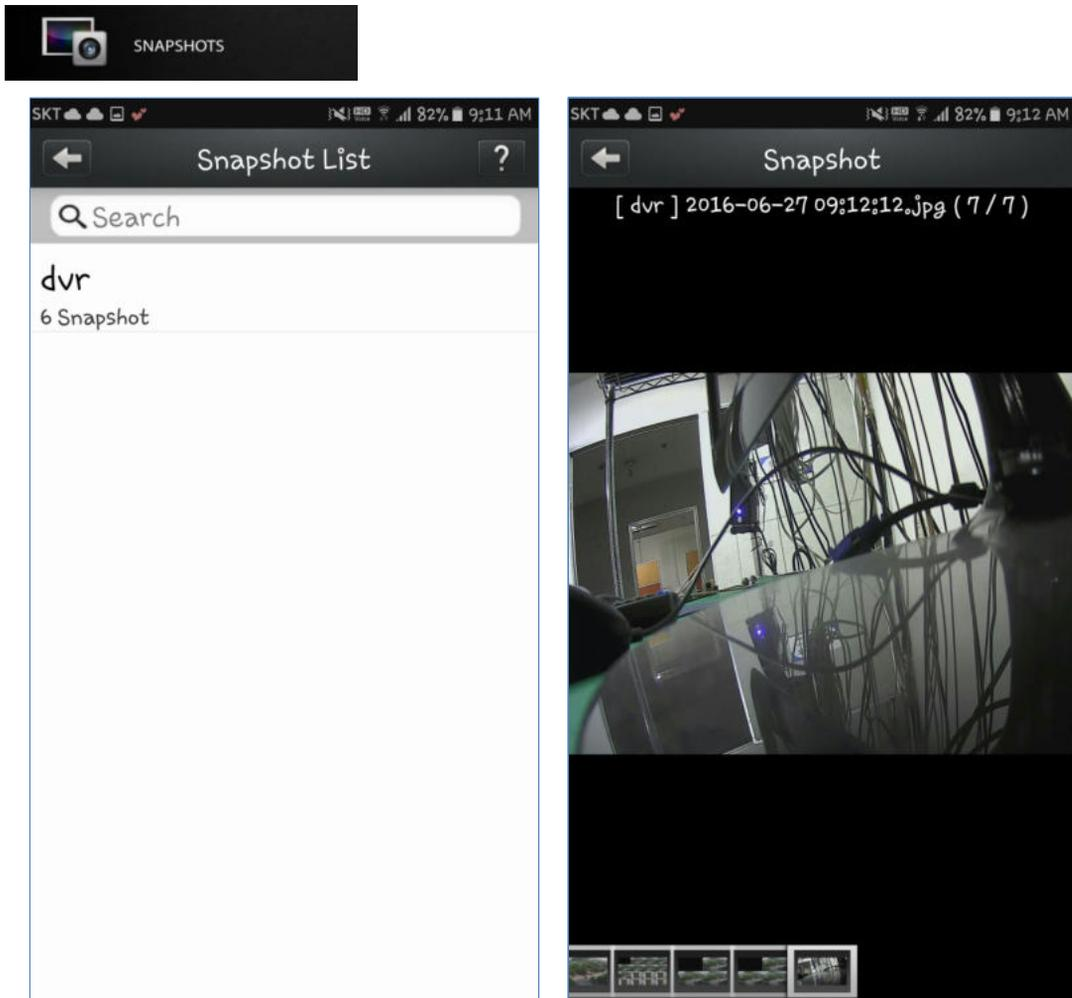 SNAPSHOTS
SKT 82% 9:11 AM
Snapshot List ?
Search
dvr
6 Snapshot
SKT 82% 9:12 AM
Snapshot
[ dvr ] 2016-06-27 09:12:12.jpg ( 7 / 7 )